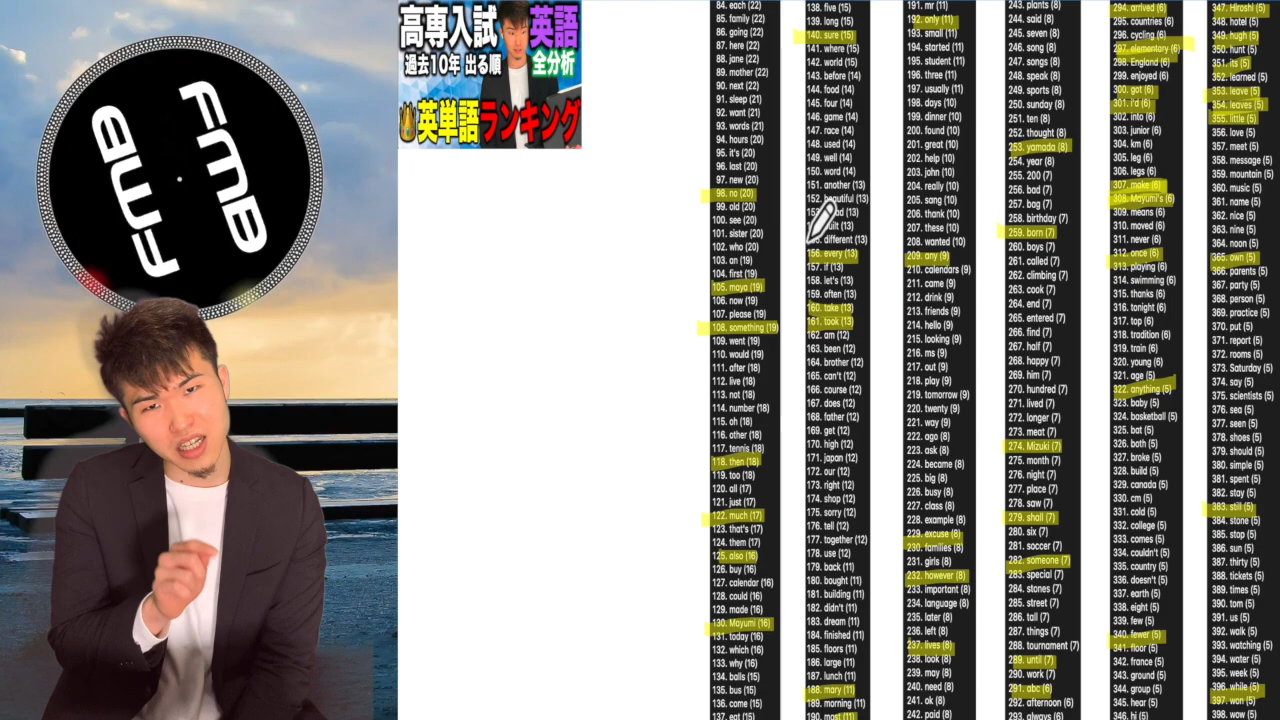 FMB
FMB
高専入試
英語
過去10年 出る順
全分析
英単語ランキング
84. each (22)
85. family (22)
86. going (22)
87. here (22)
88. jane (22)
89. mother (22)
90. next (22)
91. sleep (21)
92. want (21)
93. words (21)
94. hours (20)
95. it's (20)
96. last (20)
97. new (20)
98. no (20)
99. old (20)
100. see (20)
101. sister (20)
102. who (20)
103. an (19)
104. first (19)
105. maya (19)
106. now (19)
107. please (19)
108. something (19)
109. went (19)
110. would (19)
111. after (18)
112. live (18)
113. not (18)
114. number (18)
115. oh (18)
116. other (18)
117. tennis (18)
118. then (18)
119. too (18)
120. all (17)
121. just (17)
122. much (17)
123. that's (17)
124. them (17)
125. also (16)
126. buy (16)
127. calendar (16)
128. could (16)
129. made (16)
130. Mayumi (16)
131. today (16)
132. which (16)
133. why (16)
134. balls (15)
135. bus (15)
136. come (15)
137. eat (15)
138. five (15)
139. long (15)
140. sure (15)
141. where (15)
142. world (15)
143. before (14)
144. food (14)
145. four (14)
146. game (14)
147. race (14)
148. used (14)
149. well (14)
150. word (14)
151. another (13)
152. beautiful (13)
(13)
(13)
different (13)
156. every (13)
157. if (13)
158. let's (13)
159. often (13)
160. take (13)
161. took (13)
162. am (12)
163. been (12)
164. brother (12)
165. can't (12)
166. course (12)
167. does (12)
168. father (12)
169. get (12)
170. high (12)
171. japan (12)
172. our (12)
173. right (12)
174. shop (12)
175. sorry (12)
176. tell (12)
177. together (12)
178. use (12)
179. back (11)
180. bought (11)
181. building (11)
182. didn't (11)
183. dream (11)
184. finished (11)
185. floors (11)
186. large (11)
187. lunch (11)
188. mary (11)
189. morning (11)
190. most (11)
191. mr (11)
192. only (11)
193. small (11)
194. started (11)
195. student (11)
196. three (11)
197. usually (11)
198. days (10)
199. dinner (10)
200. found (10)
201. great (10)
202. help (10)
203. john (10)
204. really (10)
205. sang (10)
206. thank (10)
207. these (10)
208. wanted (10)
209. any (9)
210. calendars (9)
211. came (9)
212. drink (9)
213. friends (9)
214. hello (9)
215. looking (9)
216. ms (9)
217. out (9)
218. play (9)
219. tomorrow (9)
220. twenty (9)
221. way (9)
222. ago (8)
223. ask (8)
224. became (8)
225. big (8)
226. busy (8)
227. class (8)
228. example (8)
229. excuse (8)
230. families (8)
231. girls (8)
232. however (8)
233. important (8)
234. language (8)
235. later (8)
236. left (8)
237. lives (8)
238. look (8)
239. may (8)
240. need (8)
241. ok (8)
242. paid (8)
243. plants (8)
244. said (8)
245. seven (8)
246. song (8)
247. songs (8)
248. speak (8)
249. sports (8)
250. sunday (8)
251. ten (8)
252. thought (8)
253. yamada (8)
254. year (8)
255. 200 (7)
256. bad (7)
257. bag (7)
258. birthday (7)
259. born (7)
260. boys (7)
261. called (7)
262. climbing (7)
263. cook (7)
264. end (7)
265. entered (7)
266. find (7)
267. half (7)
268. happy (7)
269. him (7)
270. hundred (7)
271. lived (7)
272. longer (7)
273. meat (7)
274. Mizuki (7)
275. month (7)
276. night (7)
277. place (7)
278. saw (7)
279. shall (7)
280. six (7)
281. soccer (7)
282. someone (7)
283. special (7)
284. stones (7)
285. street (7)
286. tall (7)
287. things (7)
288. tournament (7)
289. until (7)
290. work (7)
291. abc (6)
292. afternoon (6)
293. always (6)
294. arrived (6)
295. countries (6)
296. cycling (6)
297. elementary (6)
298. England (6)
299. enjoyed (6)
300. got (6)
301. i'd (6)
302. into (6)
303. junior (6)
304. km (6)
305. leg (6)
306. legs (6)
307. make (6)
308. Mayumi's (6)
309. means (6)
310. moved (6)
311. never (6)
312. once (6)
313. playing (6)
314. swimming (6)
315. thanks (6)
316. tonight (6)
317. top (6)
318. tradition (6)
319. train (6)
320. young (6)
321. age (5)
322. anything (5)
323. baby (5)
324. basketball (5)
325. bat (5)
326. both (5)
327. broke (5)
328. build (5)
329. canada (5)
330. cm (5)
331. cold (5)
332. college (5)
333. comes (5)
334. couldn't (5)
335. country (5)
336. doesn't (5)
337. earth (5)
338. eight (5)
339. few (5)
340. fewer (5)
341. floor (5)
342. france (5)
343. ground (5)
344. group (5)
345. hear (5)
346. hi (5)
347. Hiroshi (5)
348. hotel (5)
349. hugh (5)
350. hunt (5)
351. its (5)
352. learned (5)
353. leave (5)
354. leaves (5)
355. little (5)
356. love (5)
357. meet (5)
358. message (5)
359. mountain (5)
360. music (5)
361. name (5)
362. nice (5)
363. nine (5)
364. noon (5)
365. own (5)
366. parents (5)
367. party (5)
368. person (5)
369. practice (5)
370. put (5)
371. report (5)
372. rooms (5)
373. Saturday (5)
374. say (5)
375. scientists (5)
376. sea (5)
377. seen (5)
378. shoes (5)
379. should (5)
380. simple (5)
381. spent (5)
382. stay (5)
383. still (5)
384. stone (5)
385. stop (5)
386. sun (5)
387. thirty (5)
388. tickets (5)
389. times (5)
390. tom (5)
391. us (5)
392. walk (5)
393. watching (5)
394. water (5)
395. week (5)
396. while (5)
397. wan (5)
398. wow (5)